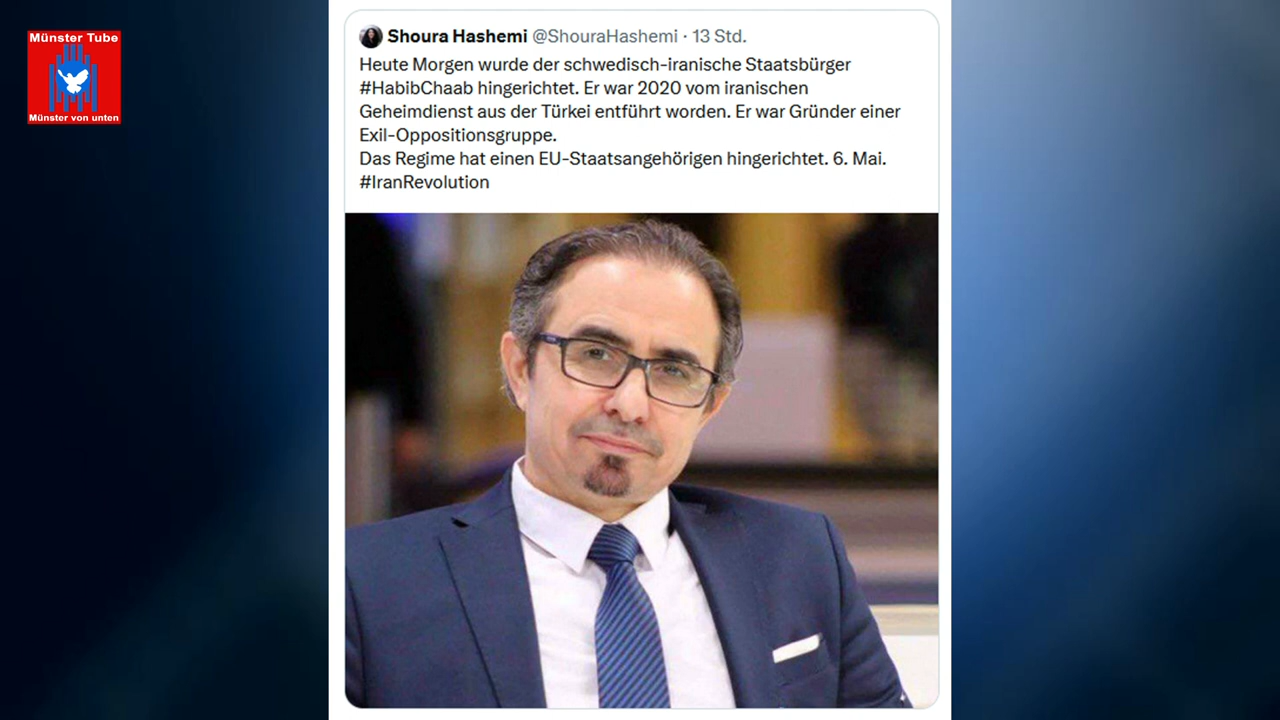 Münster Tube
Münster von unten
Shoura Hashemi @ShouraHashemi · 13 Std.
Heute Morgen wurde der schwedisch-iranische Staatsbürger
#HabibChaab hingerichtet. Er war 2020 vom iranischen
Geheimdienst aus der Türkei entführt worden. Er war Gründer einer
Exil-Oppositionsgruppe.
Das Regime hat einen EU-Staatsangehörigen hingerichtet. 6. Mai.
#IranRevolution